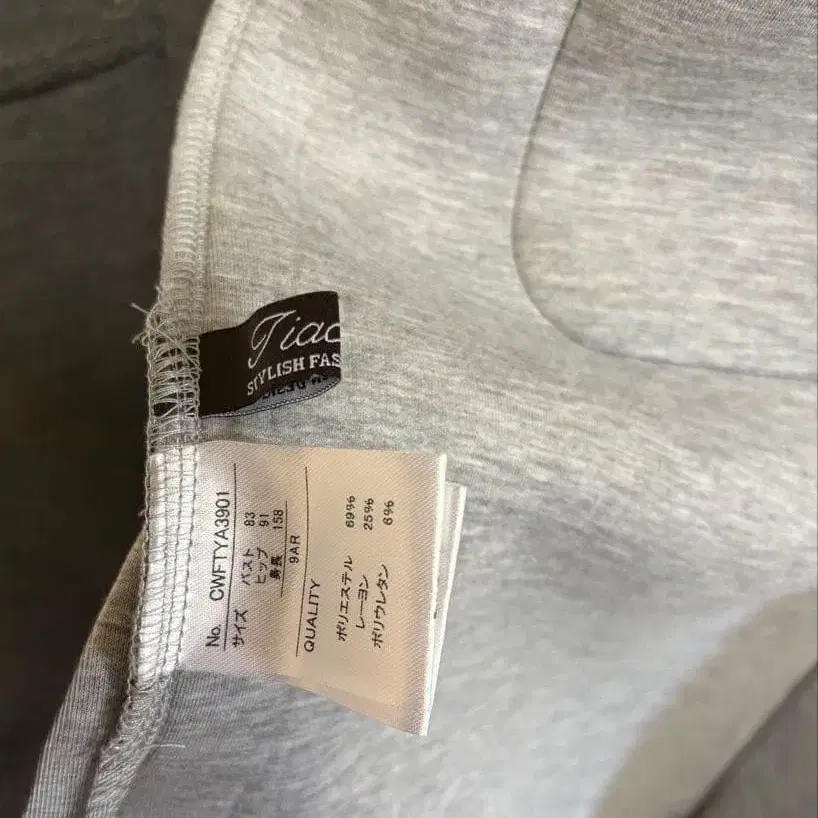 Tiac
STYLISH FAS
No. CWFTYA3901
サイズ
バスト 83
ヒップ 91
身長 158
9AR
QUALITY
ポリエステル 69%
レーヨン 25%
ポリウレタン 6%